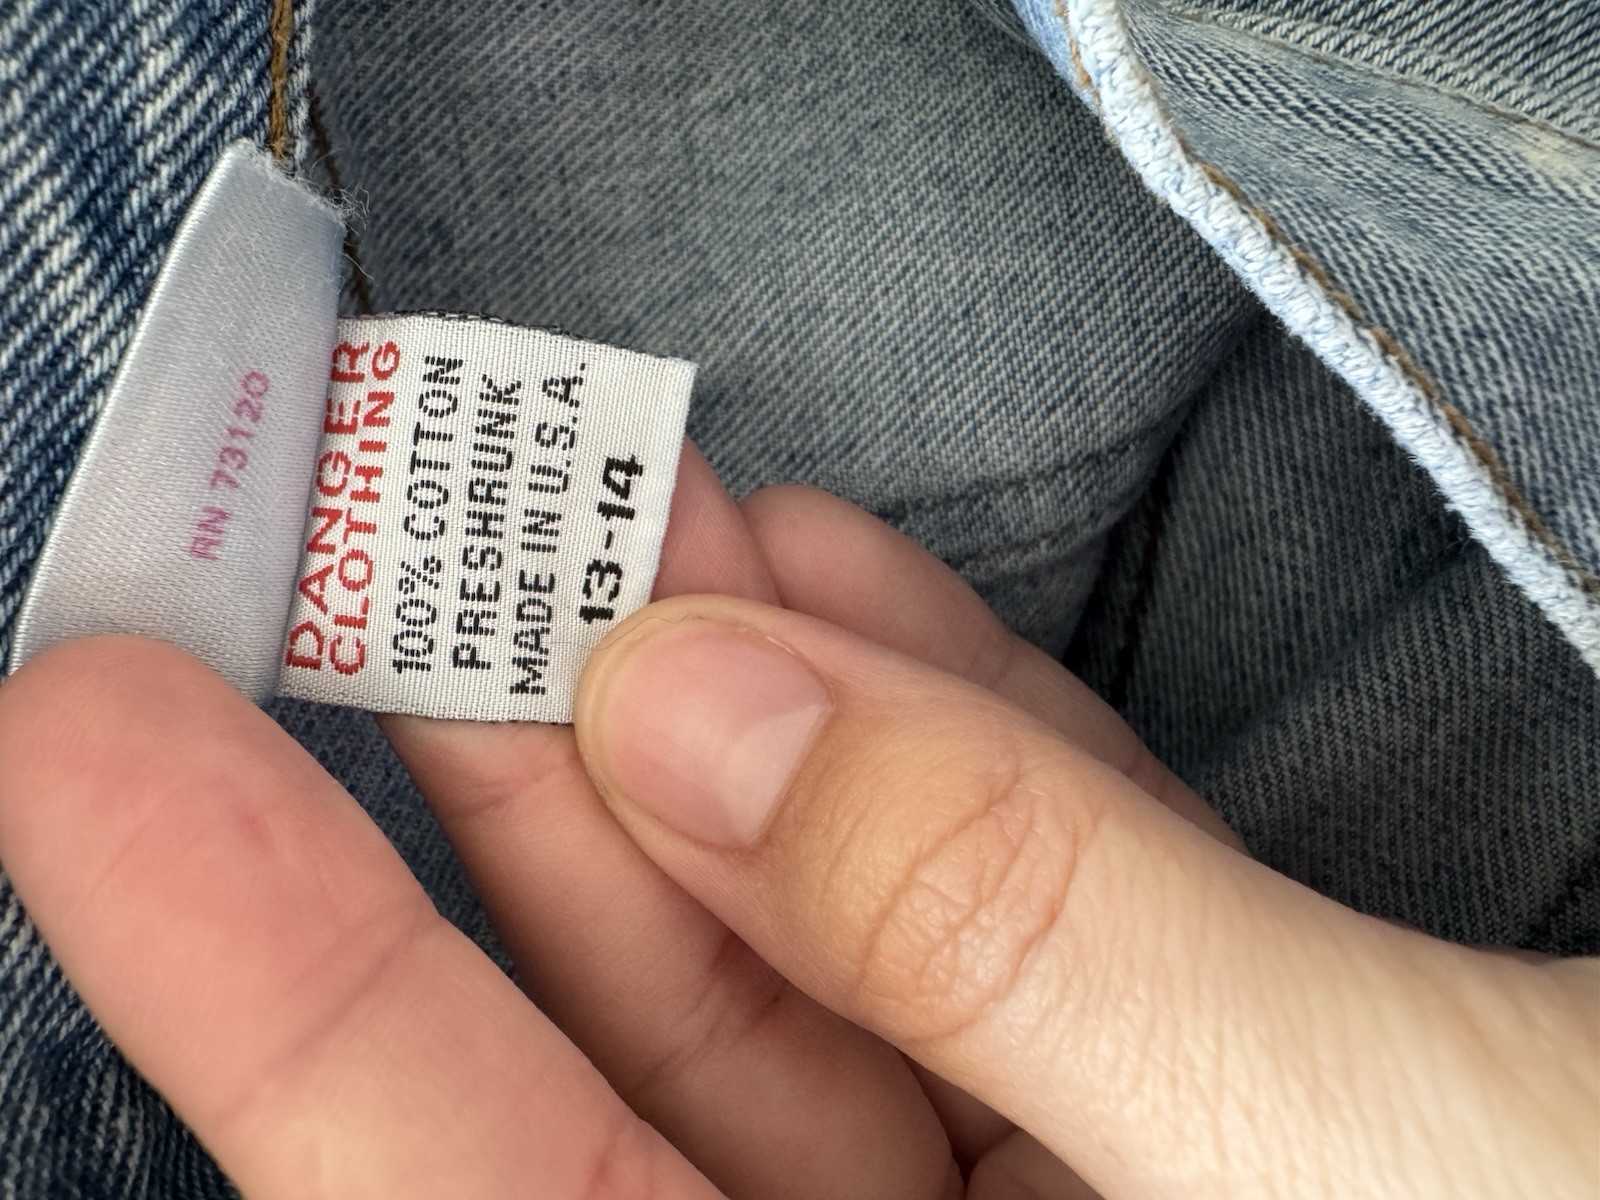 RN 73120
DANGER
CLOTHING
100% COTTON
PRESHRUNK
MADE IN U.S.A.
13-14